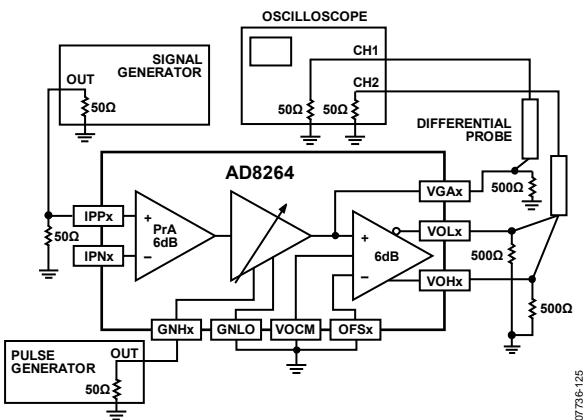 OSCILLOSCOPE
SIGNAL
GENERATOR
OUT
50Ω
CH1
CH2
50Ω
50Ω
DIFFERENTIAL
PROBE
AD8264
VGAx
500Ω
IPPx
+
PrA
6dB
–
50Ω
IPNx
+
6dB
–
VOLx
500Ω
VOHx
500Ω
GNHx
GNLO
VOCM
OFSx
PULSE
GENERATOR
OUT
50Ω
07736-125